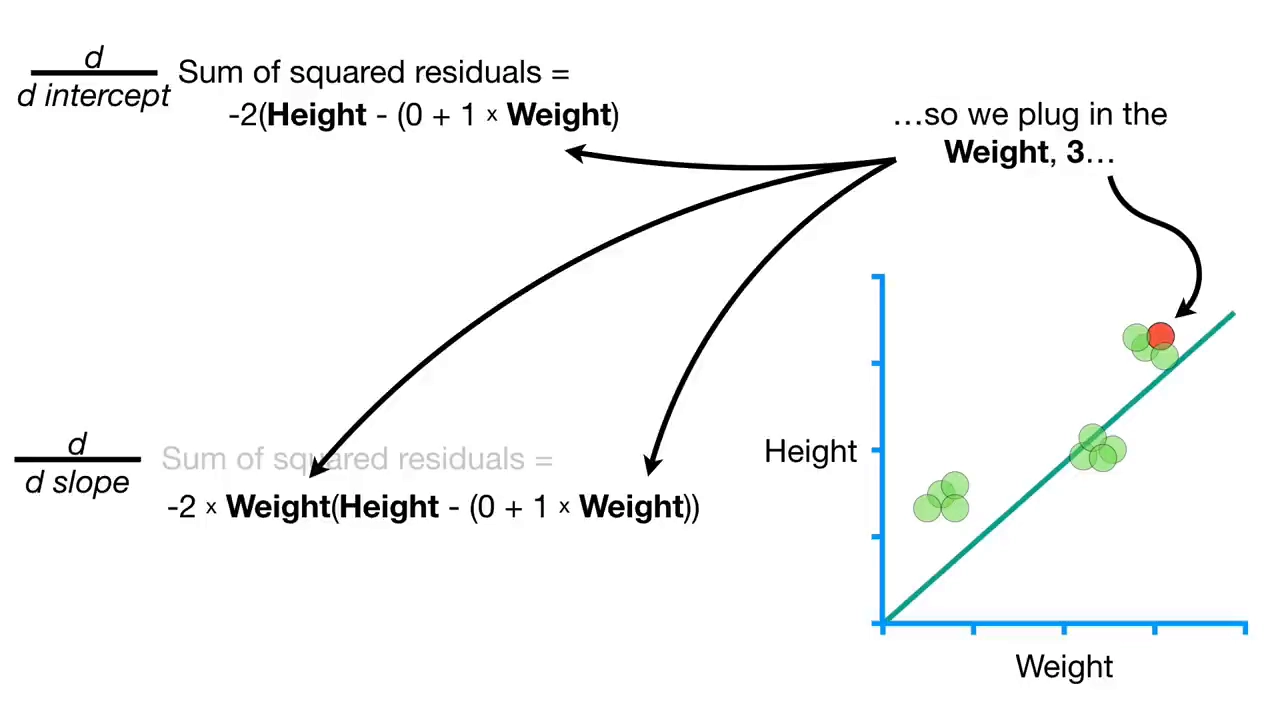 d
d intercept
Sum of squared residuals =
-2(Height - (0 + 1 × Weight)
…so we plug in the
Weight, 3…
d
d slope
Sum of squared residuals =
-2 × Weight(Height - (0 + 1 × Weight))
Height
Weight